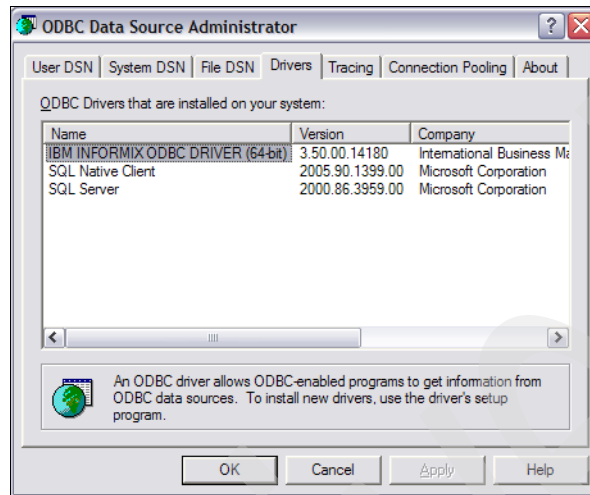 ODBC Data Source Administrator
User DSN System DSN File DSN Drivers Tracing Connection Pooling About
ODBC Drivers that are installed on your system:
Name Version Company
IBM INFORMIX ODBC DRIVER (64-bit) 3.50.00.14180 International Business Ma
SQL Native Client 2005.90.1399.00 Microsoft Corporation
SQL Server 2000.86.3959.00 Microsoft Corporation
An ODBC driver allows ODBC-enabled programs to get information from
ODBC data sources. To install new drivers, use the driver's setup
program.
OK Cancel Apply Help